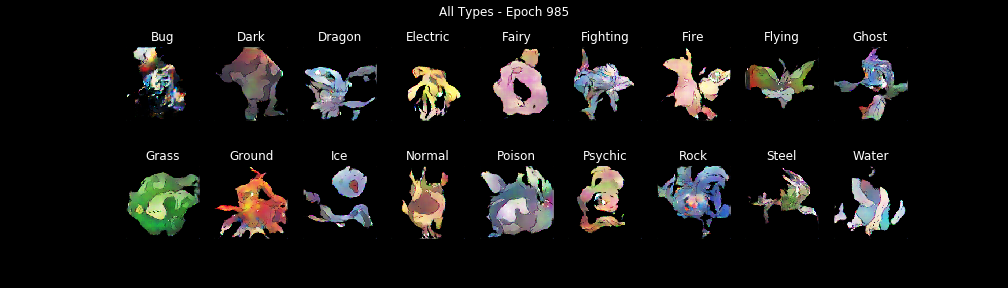 All Types - Epoch 985
Bug Dark Dragon Electric Fairy Fighting Fire Flying Ghost
Grass Ground Ice Normal Poison Psychic Rock Steel Water